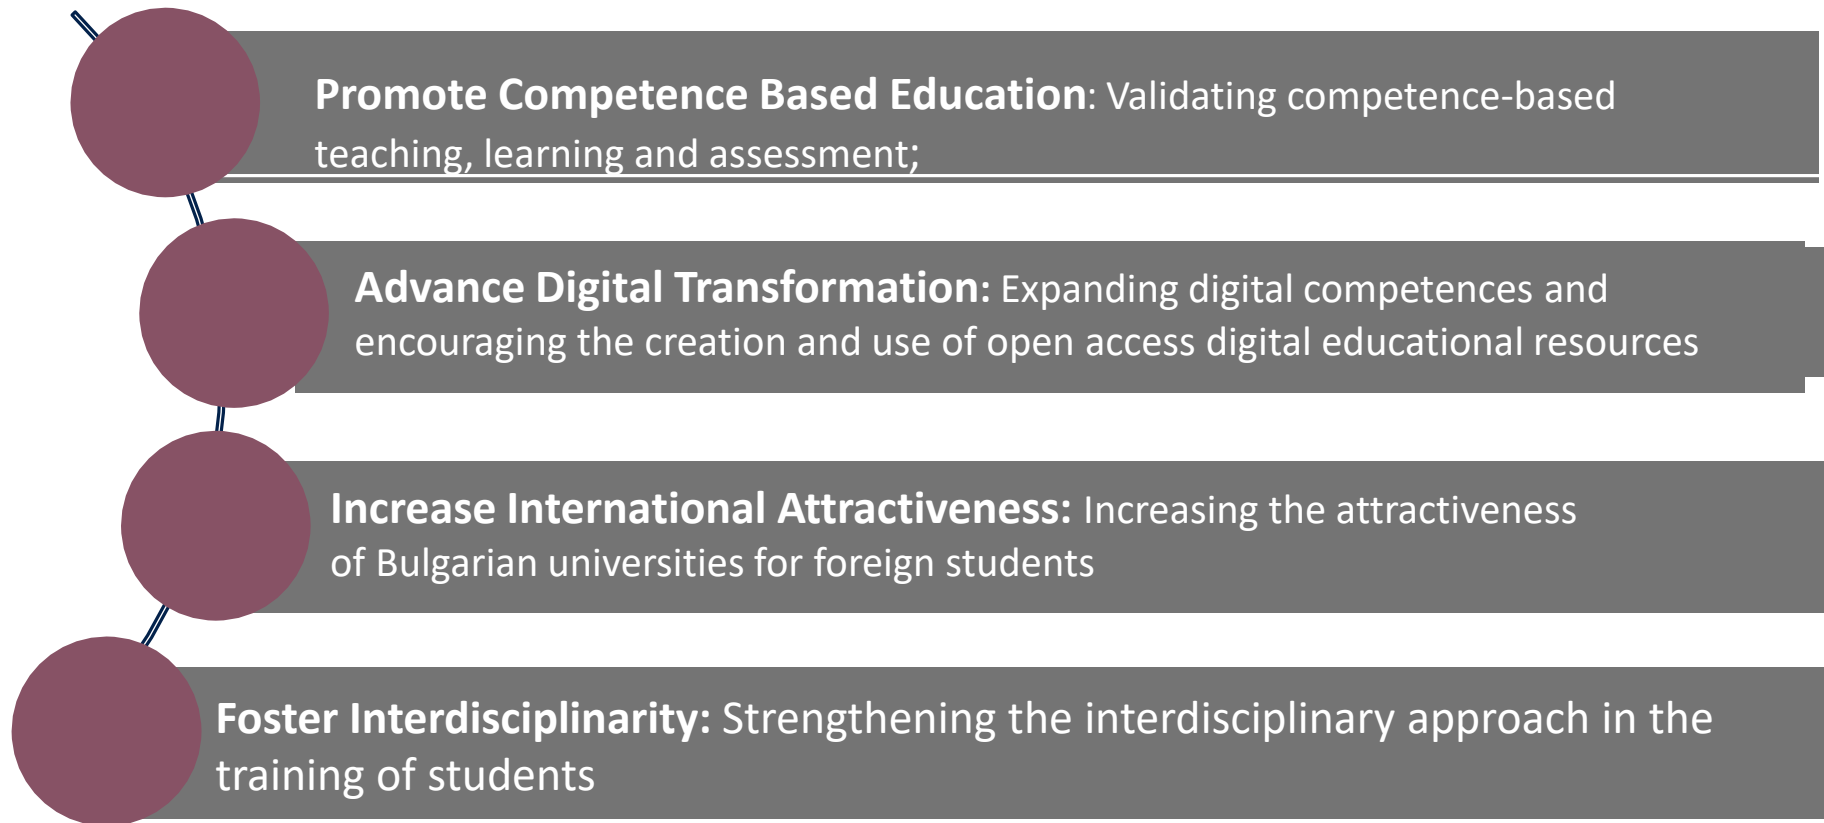 Promote Competence Based Education: Validating competence-based
teaching, learning and assessment;
Advance Digital Transformation: Expanding digital competences and
encouraging the creation and use of open access digital educational resources
Increase International Attractiveness: Increasing the attractiveness
of Bulgarian universities for foreign students
Foster Interdisciplinarity: Strengthening the interdisciplinary approach in the
training of students